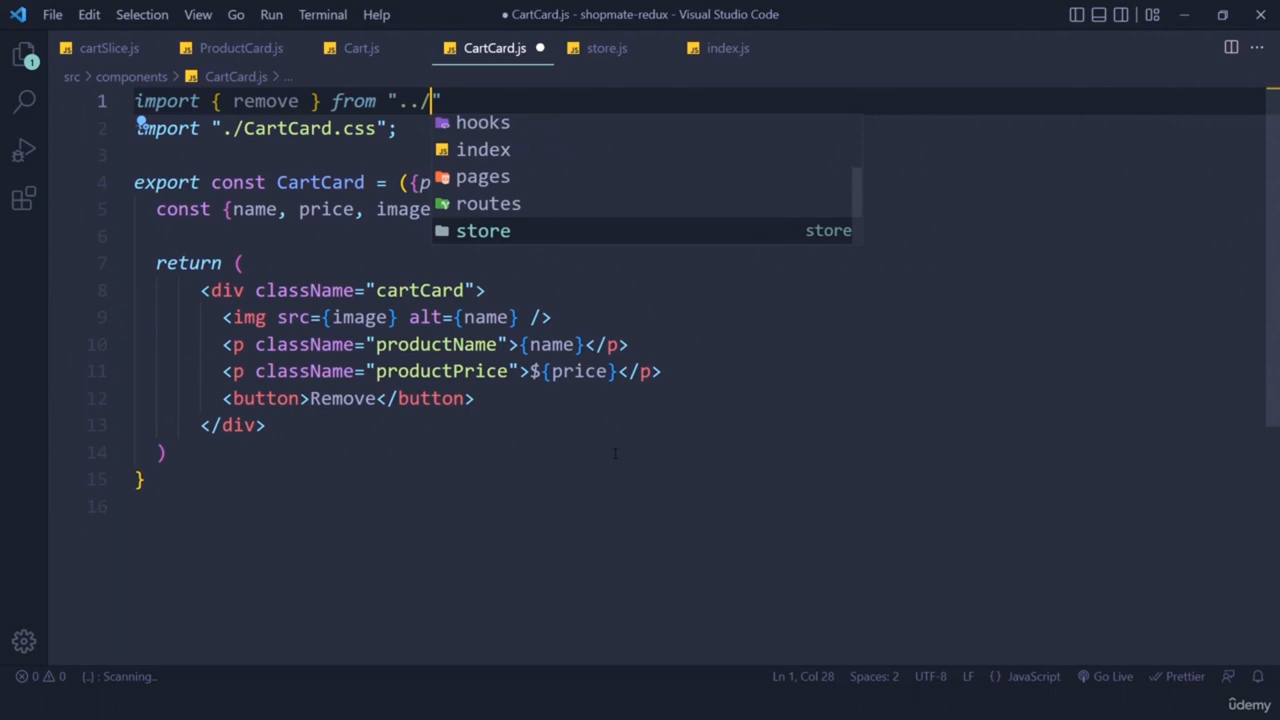 File Edit Selection View Go Run Terminal Help
● CartCard.js - shopmate-redux - Visual Studio Code
cartSlice.js ProductCard.js Cart.js CartCard.js ● store.js index.js
src > components > CartCard.js > ...
1 import { remove } from "../"
2 import "./CartCard.css";
3
4 export const CartCard = ({p
5 const {name, price, image
6
7 return (
8 <div className="cartCard">
9 <img src={image} alt={name} />
10 <p className="productName">{name}</p>
11 <p className="productPrice">${price}</p>
12 <button>Remove</button>
13 </div>
14 )
15 }
16
hooks
index
pages
routes
store store
1
0 0 {..} : Scanning..
Ln 1, Col 28 Spaces: 2 UTF-8 LF {} JavaScript Go Live Prettier
ûdemy